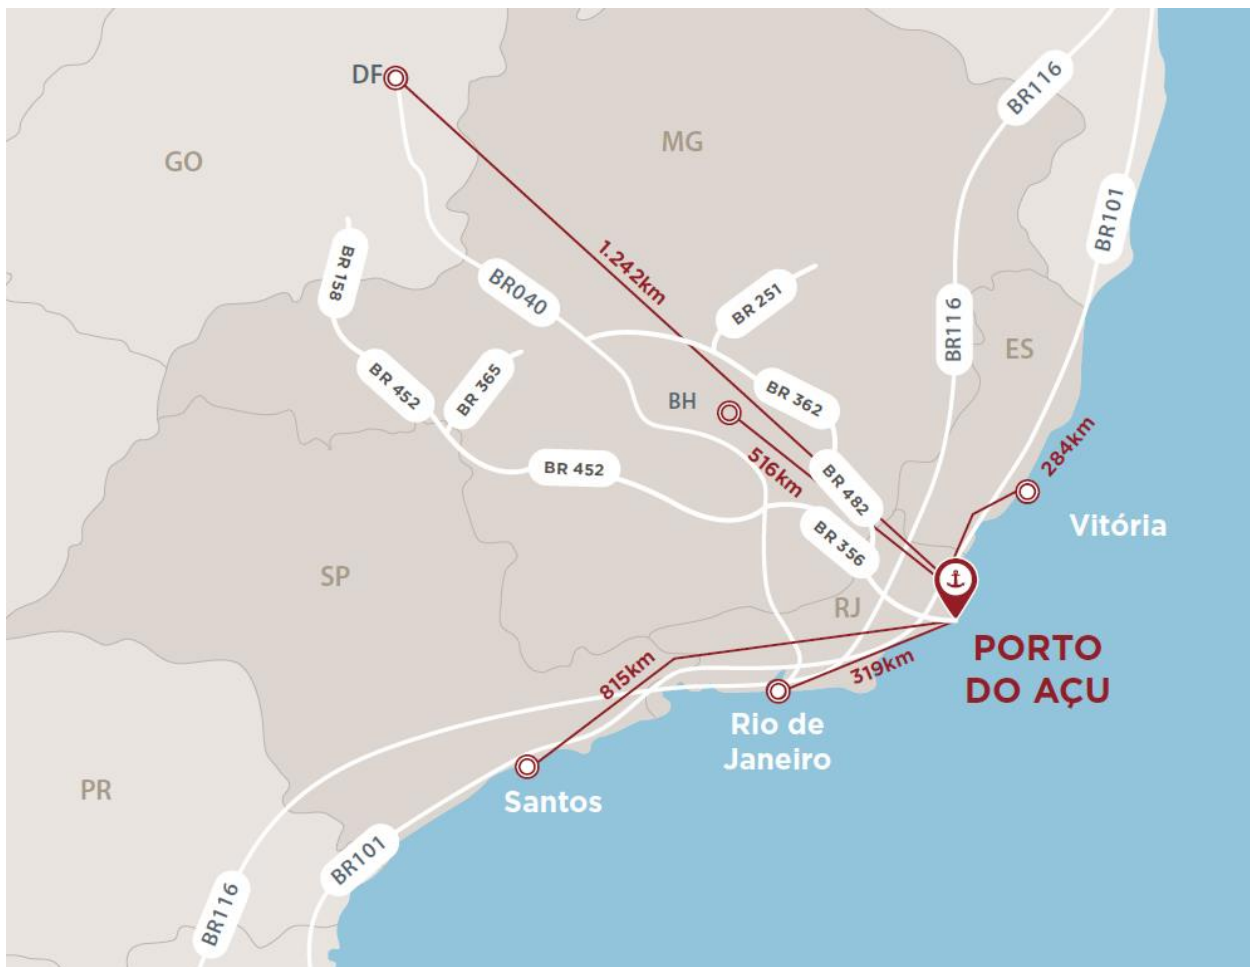 DF
BR116
MG
GO
BR101
1.242km
BR 158
BR040
BR 251
BR116
ES
BR 452
BR 365
BR 362
BH
284km
516km
BR 452
BR 482
Vitória
BR 356
SP
RJ
PORTO
DO AÇU
815km
319km
Rio de
Janeiro
PR
Santos
BR101
BR116